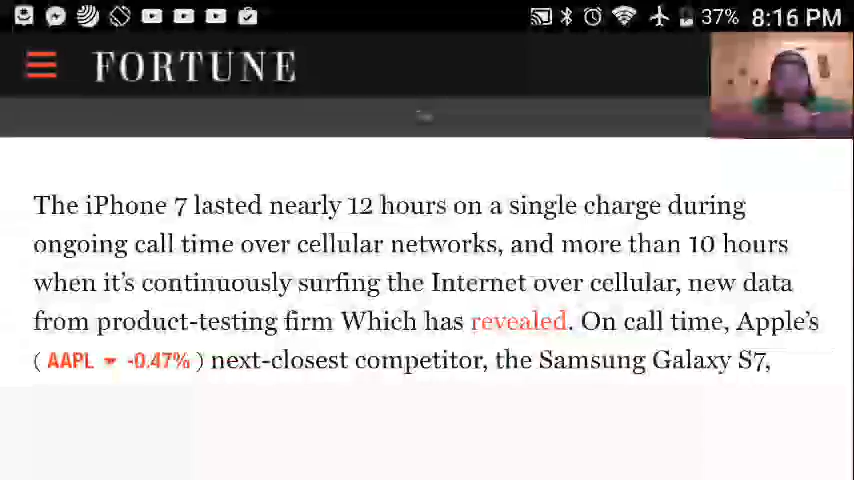 37% 8:16 PM
FORTUNE
The iPhone 7 lasted nearly 12 hours on a single charge during
ongoing call time over cellular networks, and more than 10 hours
when it's continuously surfing the Internet over cellular, new data
from product-testing firm Which has revealed. On call time, Apple's
( AAPL -0.47% ) next-closest competitor, the Samsung Galaxy S7,